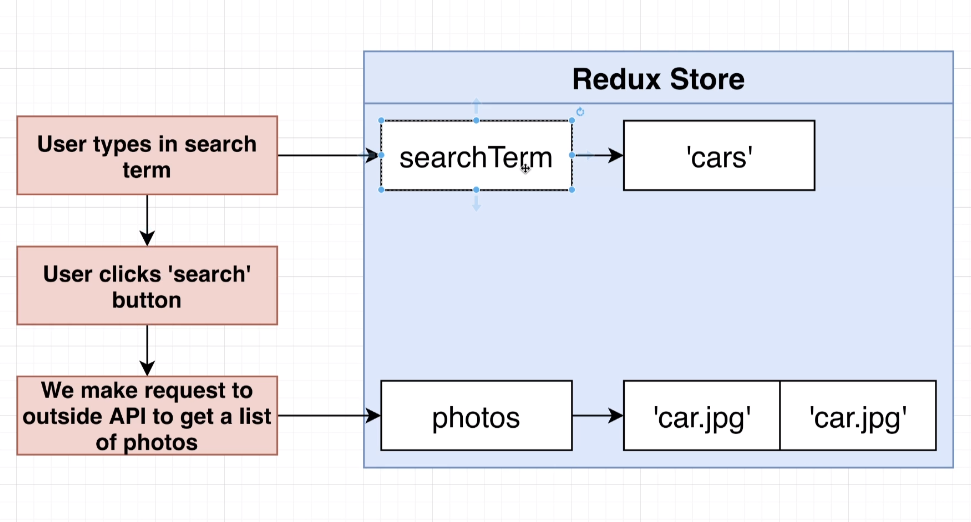 Redux Store
User types in search
term
searchTerm
'cars'
User clicks 'search'
button
We make request to
outside API to get a list
of photos
photos
'car.jpg'
'car.jpg'